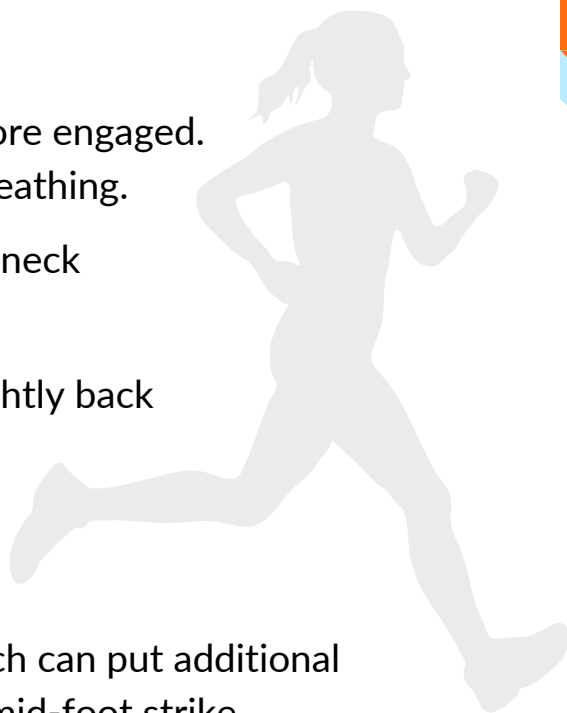 ore engaged.
eathing.
neck
htly back
ch can put additional
mid-foot strike